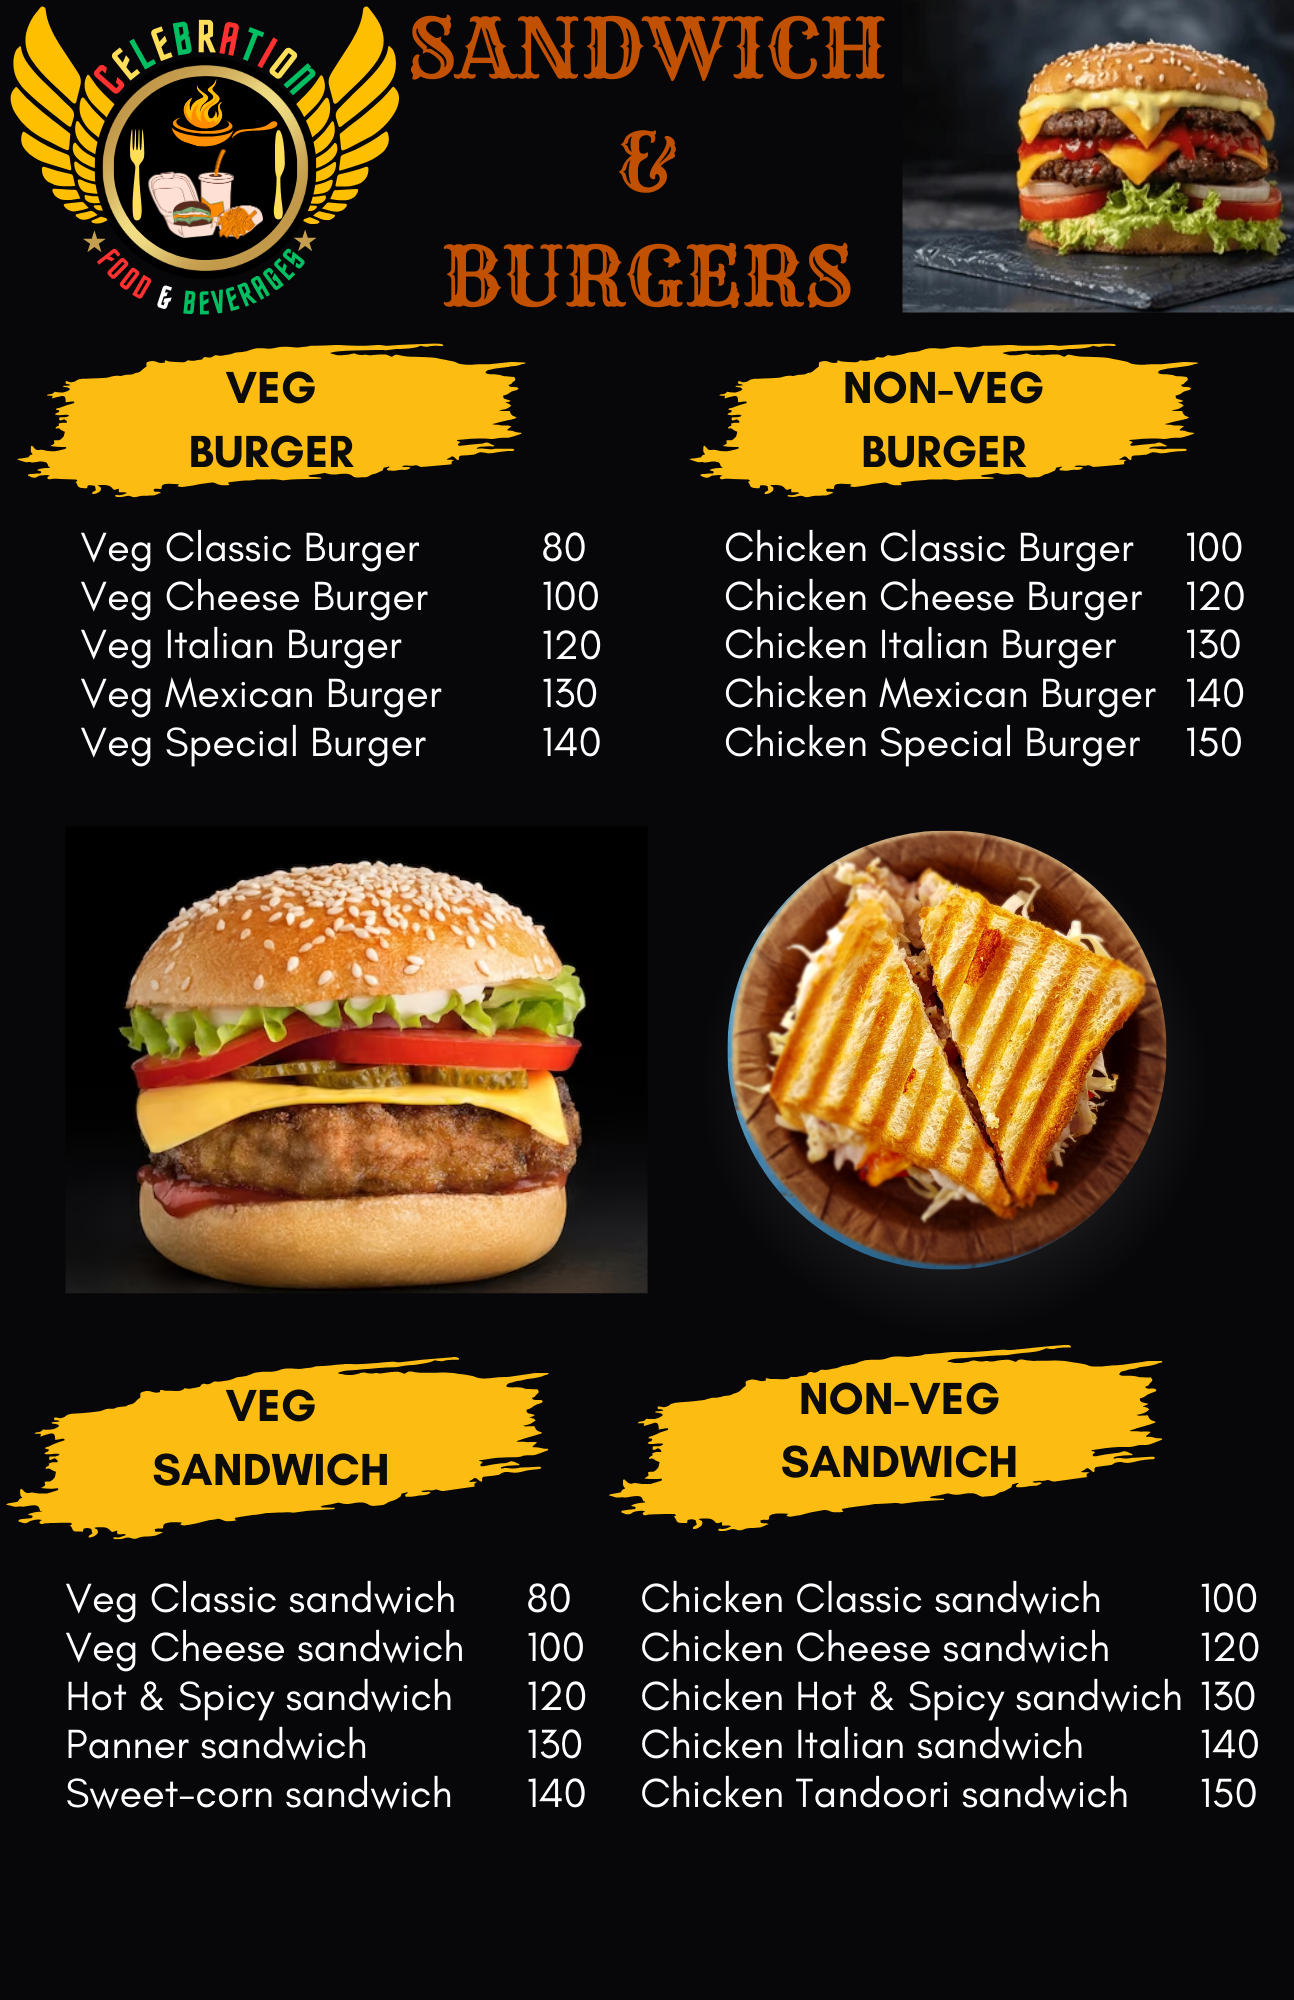 CELEBRATION
FOOD & BEVERAGES
SANDWICH
&
BURGERS
VEG
BURGER
Veg Classic Burger 80
Veg Cheese Burger 100
Veg Italian Burger 120
Veg Mexican Burger 130
Veg Special Burger 140
NON-VEG
BURGER
Chicken Classic Burger 100
Chicken Cheese Burger 120
Chicken Italian Burger 130
Chicken Mexican Burger 140
Chicken Special Burger 150
VEG
SANDWICH
Veg Classic sandwich 80
Veg Cheese sandwich 100
Hot & Spicy sandwich 120
Panner sandwich 130
Sweet-corn sandwich 140
NON-VEG
SANDWICH
Chicken Classic sandwich 100
Chicken Cheese sandwich 120
Chicken Hot & Spicy sandwich 130
Chicken Italian sandwich 140
Chicken Tandoori sandwich 150